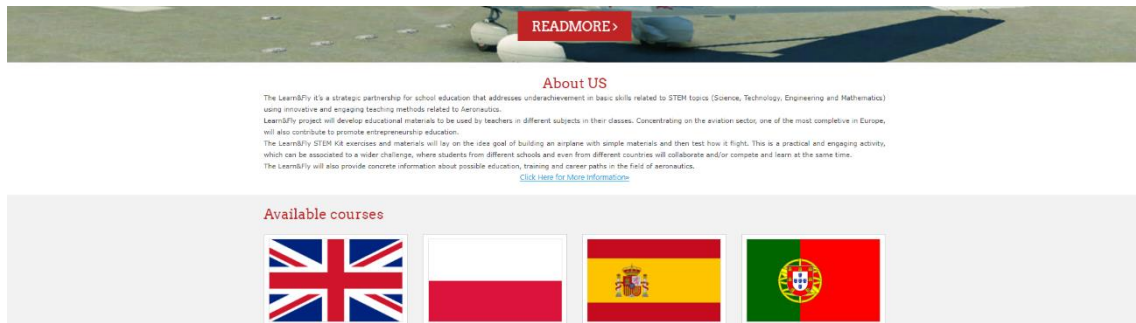 READMORE >
About US
The Learn&Fly it's a strategic partnership for school education that addresses underachievement in basic skills related to STEM topics (Science, Technology, Engineering and Mathematics)
using innovative and engaging teaching methods related to Aeronautics.
Learn&Fly project will develop educational materials to be used by teachers in different subjects in their classes. Concentrating on the aviation sector, one of the most completive in Europe,
will also contribute to promote entrepreneurship education.
The Learn&Fly STEM Kit exercises and materials will lay on the idea goal of building an airplane with simple materials and then test how it flight. This is a practical and engaging activity,
which can be associated to a wider challenge, where students from different schools and even from different countries will collaborate and/or compete and learn at the same time.
The Learn&Fly will also provide concrete information about possible education, training and career paths in the field of aeronautics.
Click Here for More Information»
Available courses